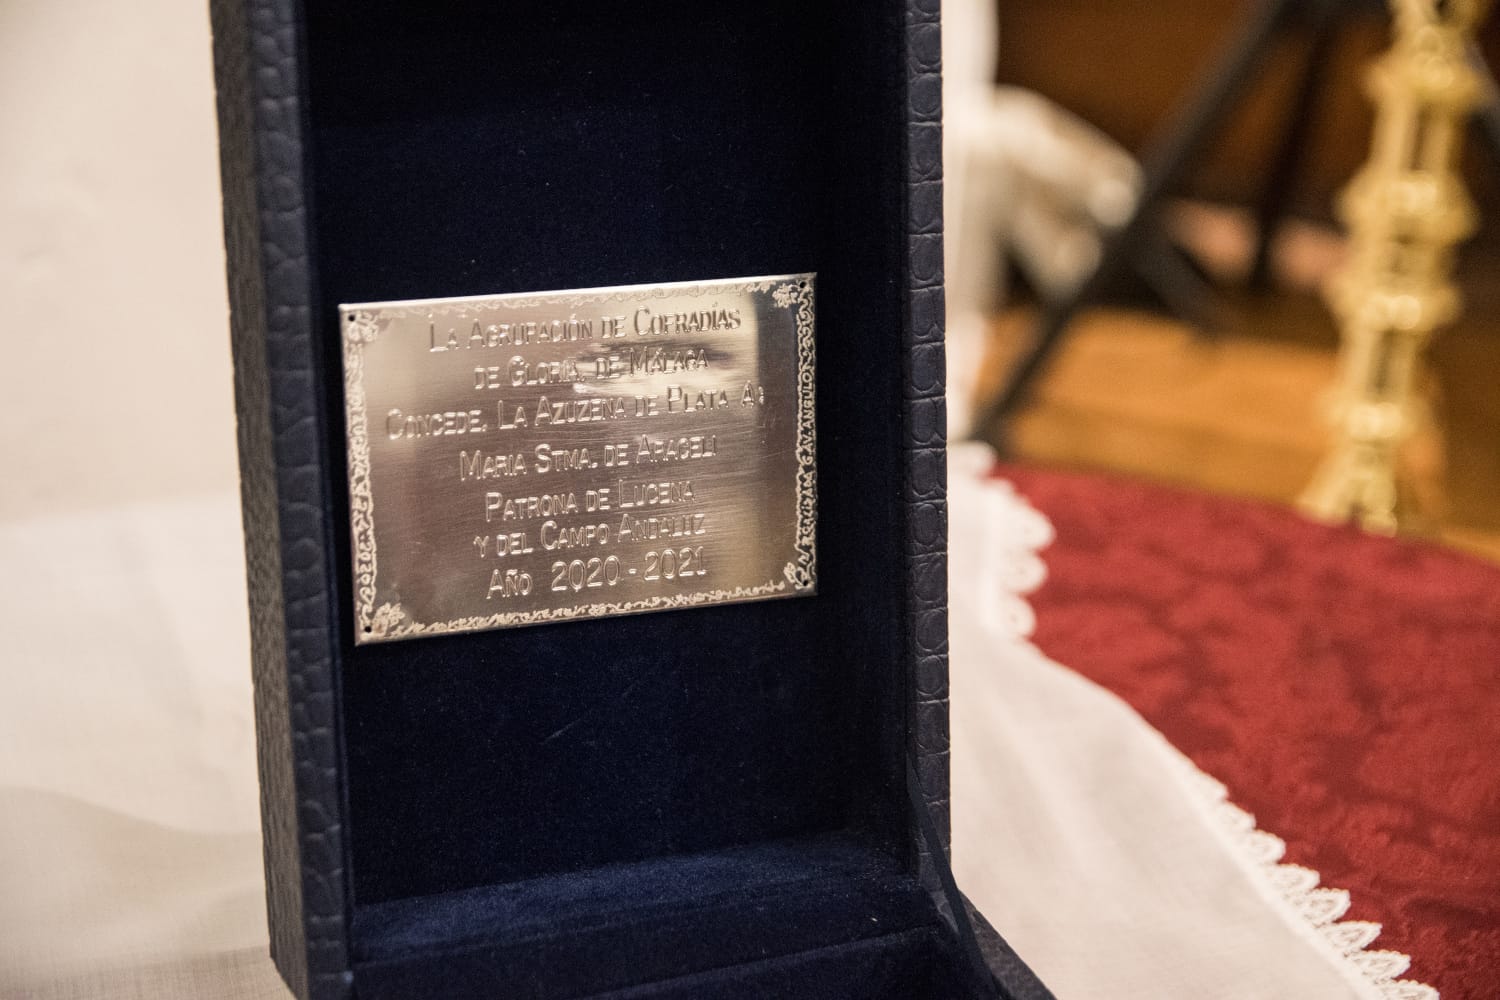 La Agrupación de Cofradías
de Gloria, de Málaga
Concede, La Azuzena de Plata A:
Maria Stma. de Araceli
Patrona de Lucena
y del Campo Andaluz
Año 2020-2021